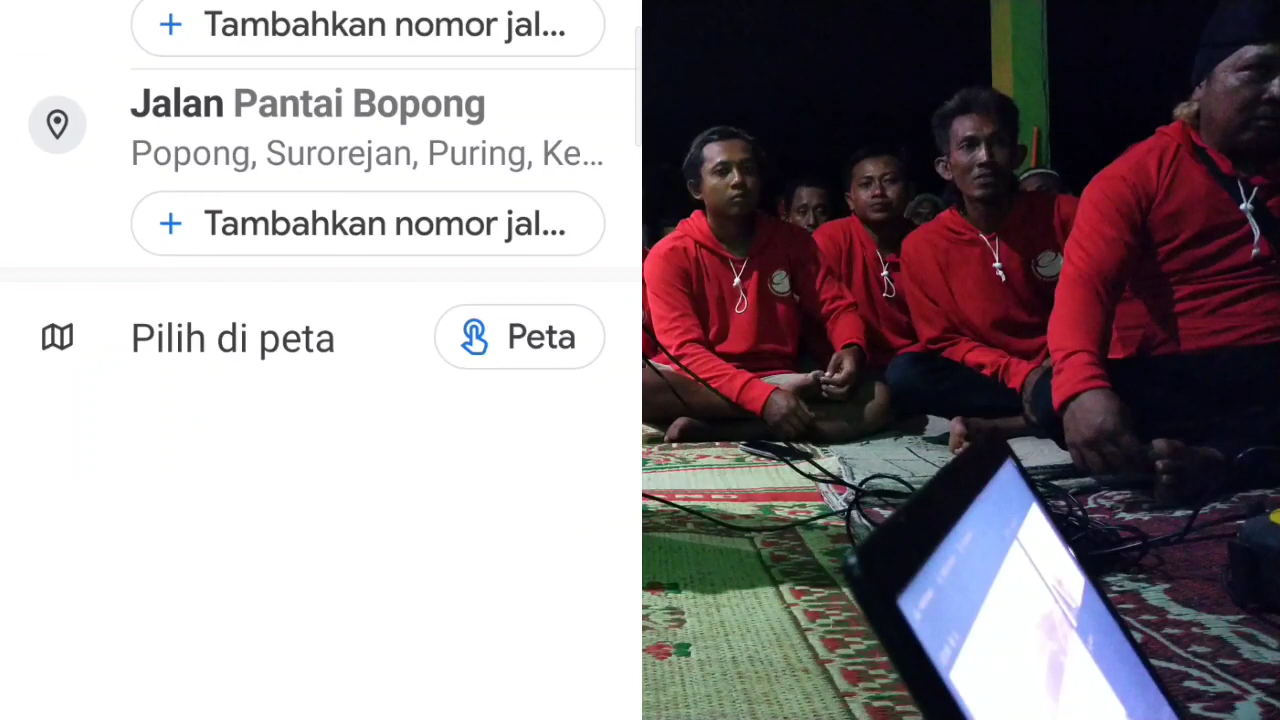 + Tambahkan nomor jal...
Jalan Pantai Bopong
Popong, Surorejan, Puring, Ke...
+ Tambahkan nomor jal...
Pilih di peta
Peta